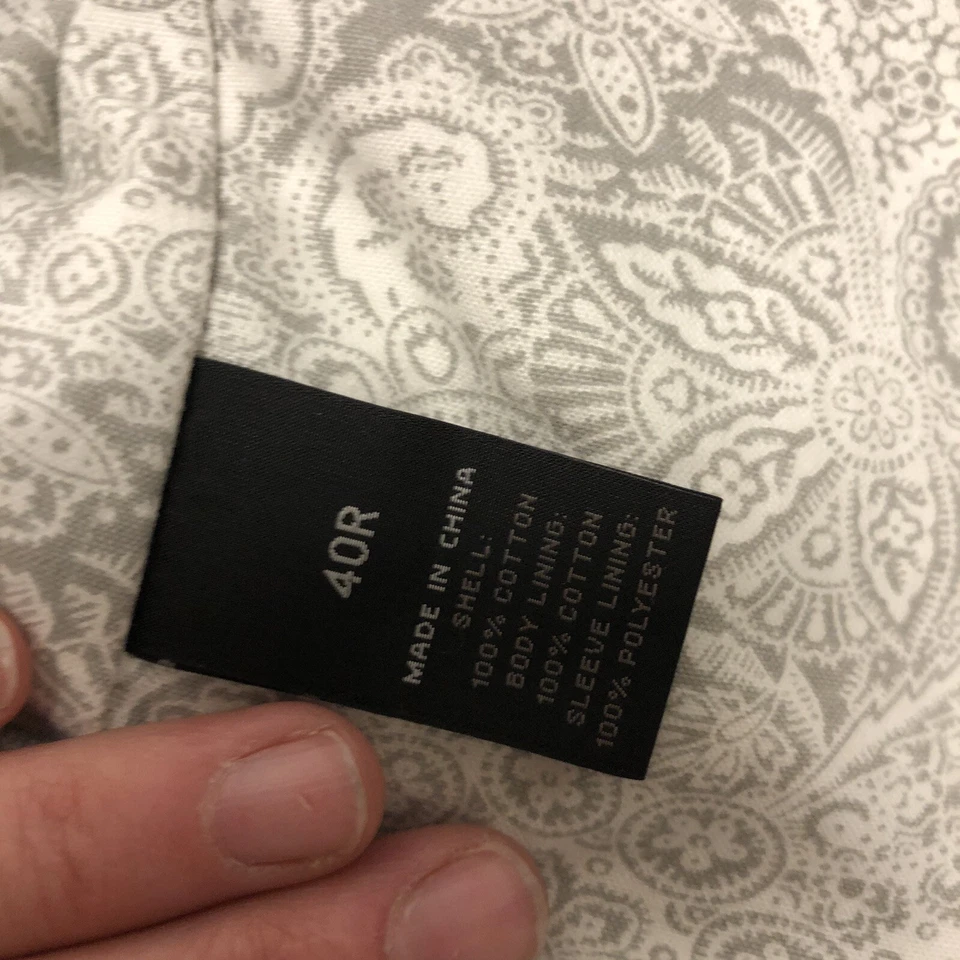 40R
MADE IN CHINA
SHELL:
100% COTTON
BODY LINING:
100% COTTON
SLEEVE LINING:
100% POLYESTER